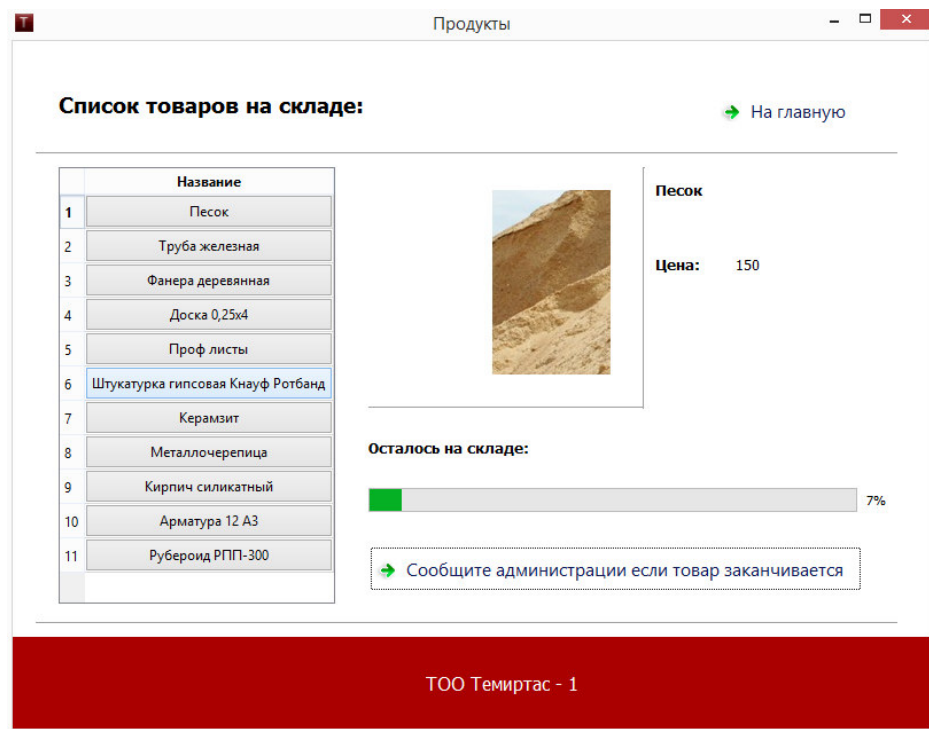 T
Продукты
Список товаров на складе:
На главную
Название
1 Песок
2 Труба железная
3 Фанера деревянная
4 Доска 0,25х4
5 Проф листы
6 Штукатурка гипсовая Кнауф Ротбанд
7 Керамзит
8 Металлочерепица
9 Кирпич силикатный
10 Арматура 12 А3
11 Рубероид РПП-300
Песок
Цена: 150
Осталось на складе:
7%
Сообщите администрации если товар заканчивается
ТОО Темиртас - 1